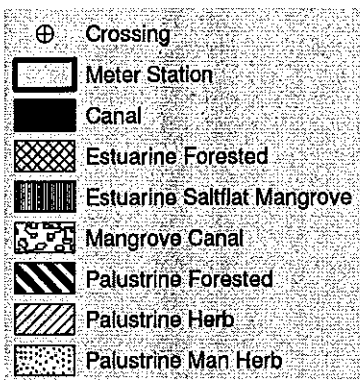 Crossing
Meter Station
Canal
Estuarine Forested
Estuarine Saltflat Mangrove
Mangrove Canal
Palustrine Forested
Palustrine Herb
Palustrine Man Herb